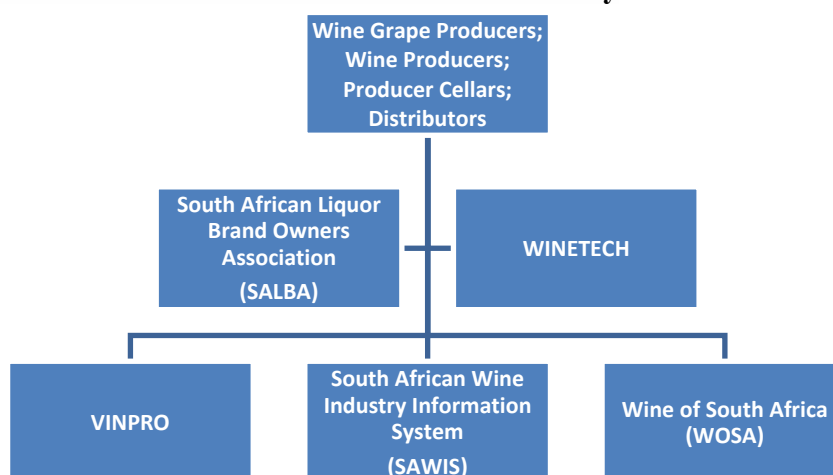 Wine Grape Producers;
Wine Producers;
Producer Cellars;
Distributors
South African Liquor
Brand Owners
Association
(SALBA)
WINETECH
VINPRO
South African Wine
Industry Information
System
(SAWIS)
Wine of South Africa
(WOSA)